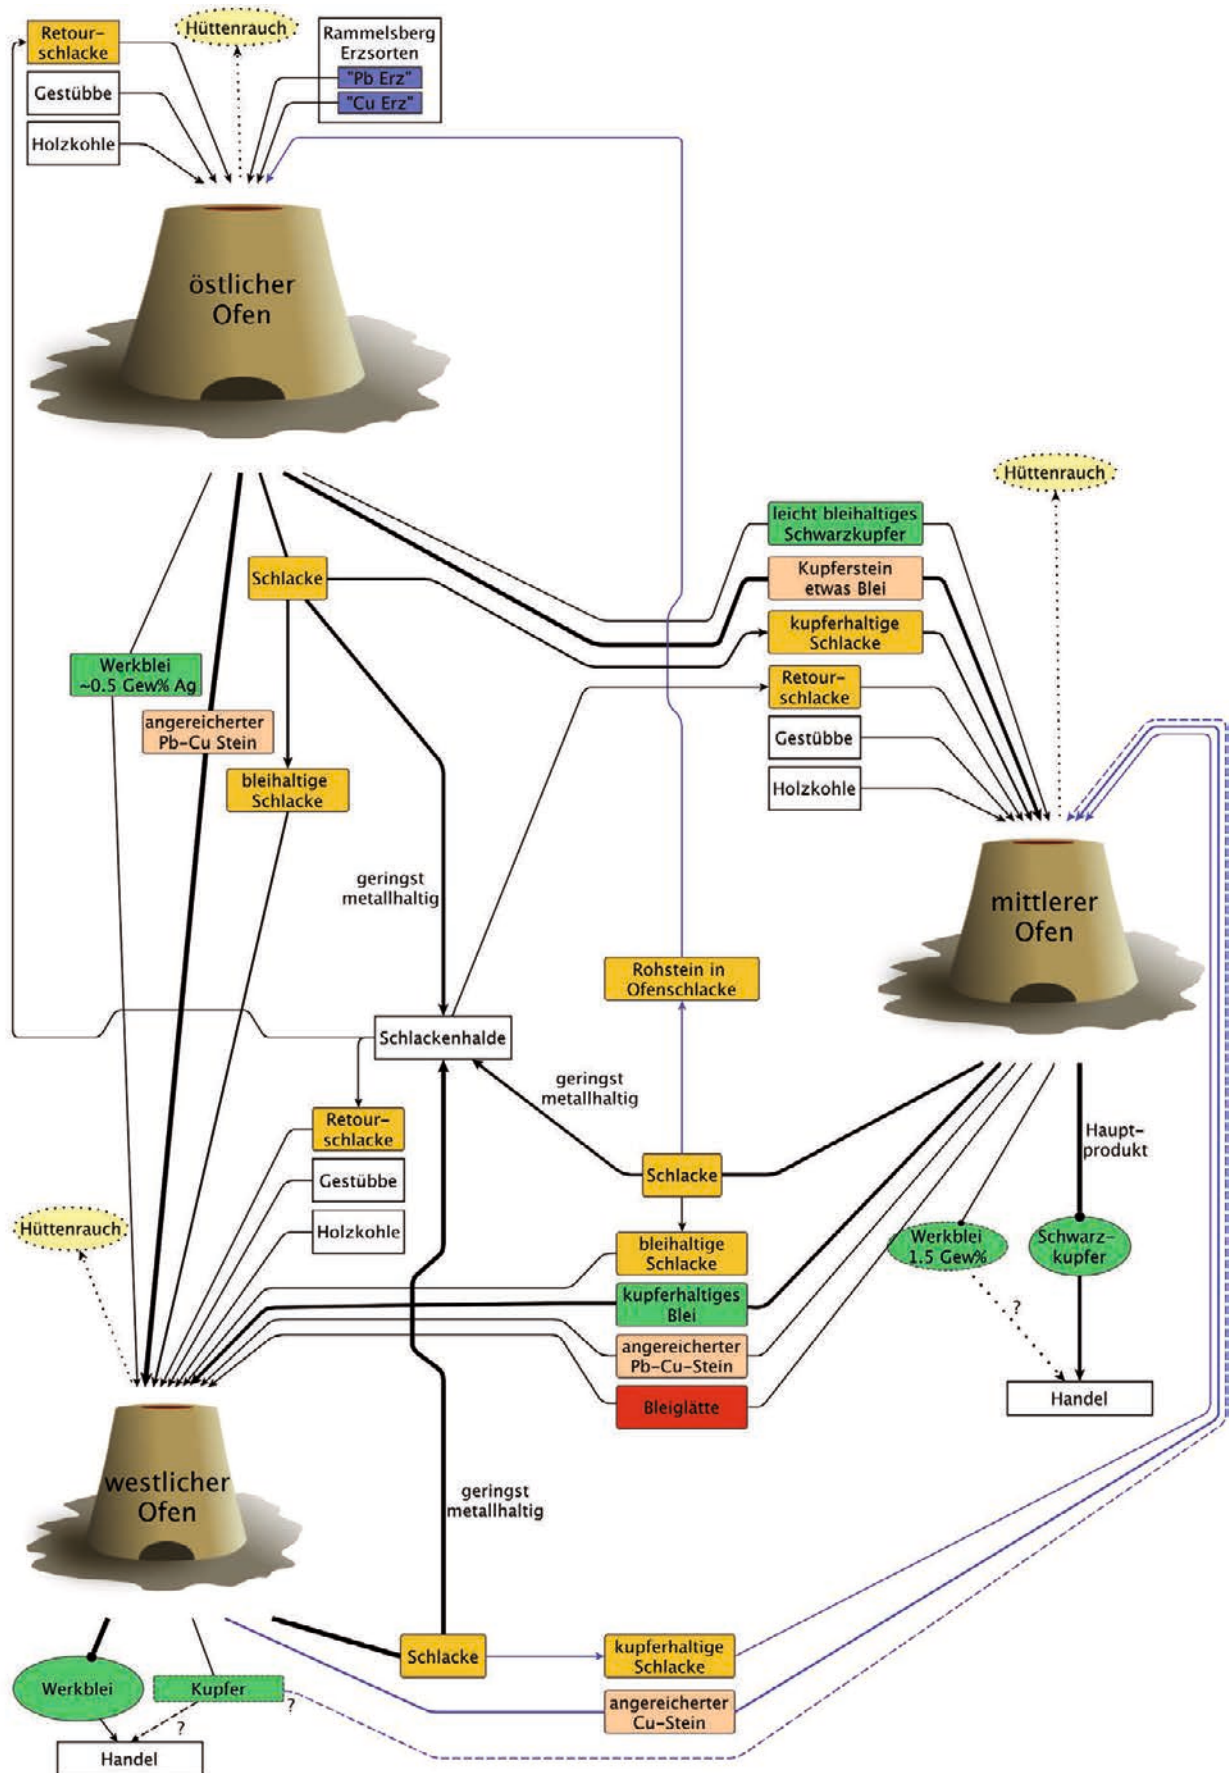 Retour-
schlacke
Hüttenrauch
Rammelsberg
Erzsorten
"Pb Erz"
"Cu Erz"
Gestübbe
Holzkohle
östlicher
Ofen
Hüttenrauch
leicht bleihaltiges
Schwarzkupfer
Kupferstein
etwas Blei
kupferhaltige
Schlacke
Retour-
schlacke
Gestübbe
Holzkohle
Schlacke
Werkblei
~0.5 Gew% Ag
angereicherter
Pb-Cu Stein
bleihaltige
Schlacke
geringst
metallhaltig
mittlerer
Ofen
Rohstein in
Ofenschlacke
Schlackenhalde
geringst
metallhaltig
Retour-
schlacke
Gestübbe
Holzkohle
Hüttenrauch
Schlacke
Haupt-
produkt
bleihaltige
Schlacke
kupferhaltiges
Blei
angereicherter
Pb-Cu-Stein
Bleiglätte
Werkblei
1.5 Gew%
Schwarz-
kupfer
?
Handel
westlicher
Ofen
geringst
metallhaltig
Schlacke
kupferhaltige
Schlacke
angereicherter
Cu-Stein
Werkblei
Kupfer
?
?
Handel